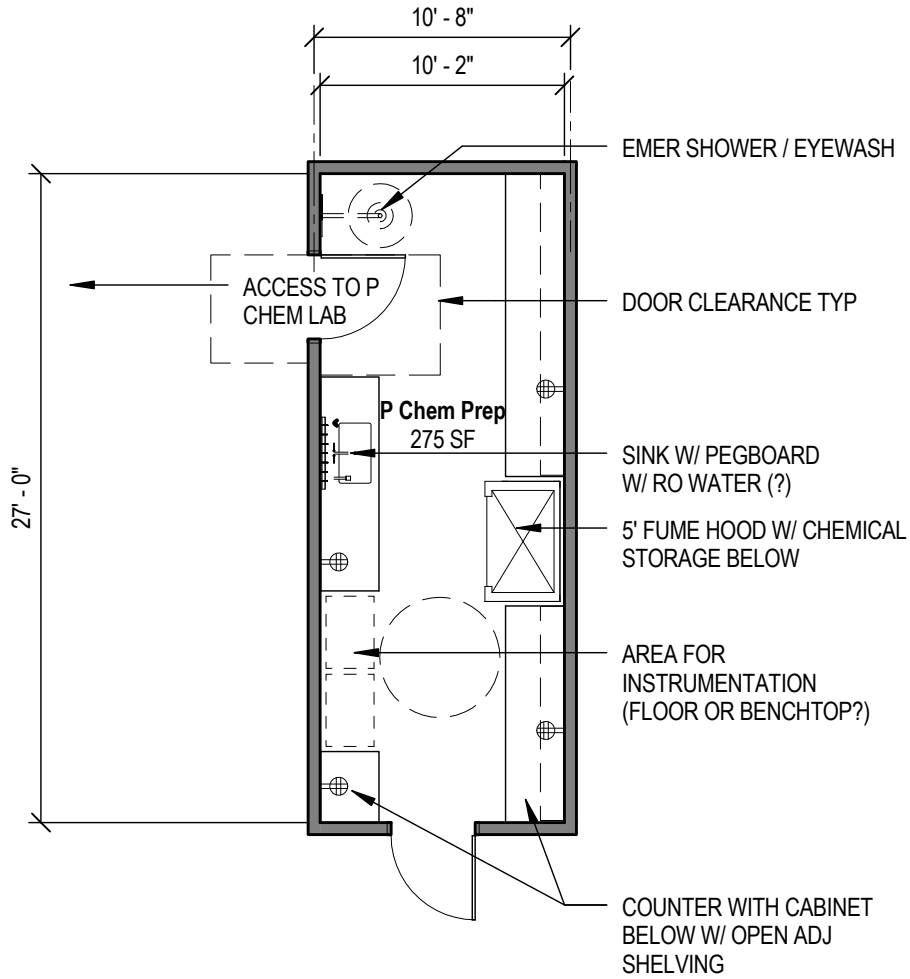 10' - 8"
10' - 2"
EMER SHOWER / EYEWASH
ACCESS TO P
CHEM LAB
DOOR CLEARANCE TYP
P Chem Prep
275 SF
27' - 0"
SINK W/ PEGBOARD
W/ RO WATER (?)
5' FUME HOOD W/ CHEMICAL
STORAGE BELOW
AREA FOR
INSTRUMENTATION
(FLOOR OR BENCHTOP?)
COUNTER WITH CABINET
BELOW W/ OPEN ADJ
SHELVING